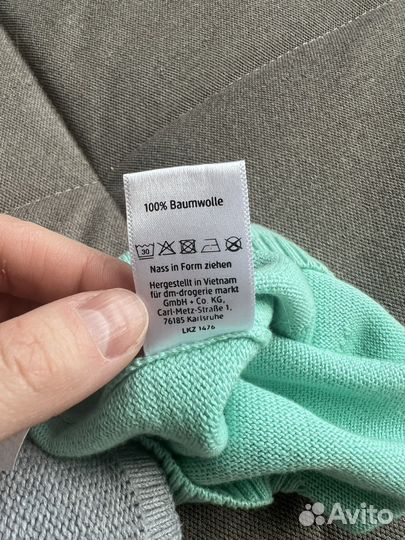 100% Baumwolle
30
Nass in Form ziehen
Hergestellt in Vietnam
für dm-drogerie markt
GmbH + Co. KG,
Carl-Metz-Straße 1,
76185 Karlsruhe
LKZ 1476
Avito